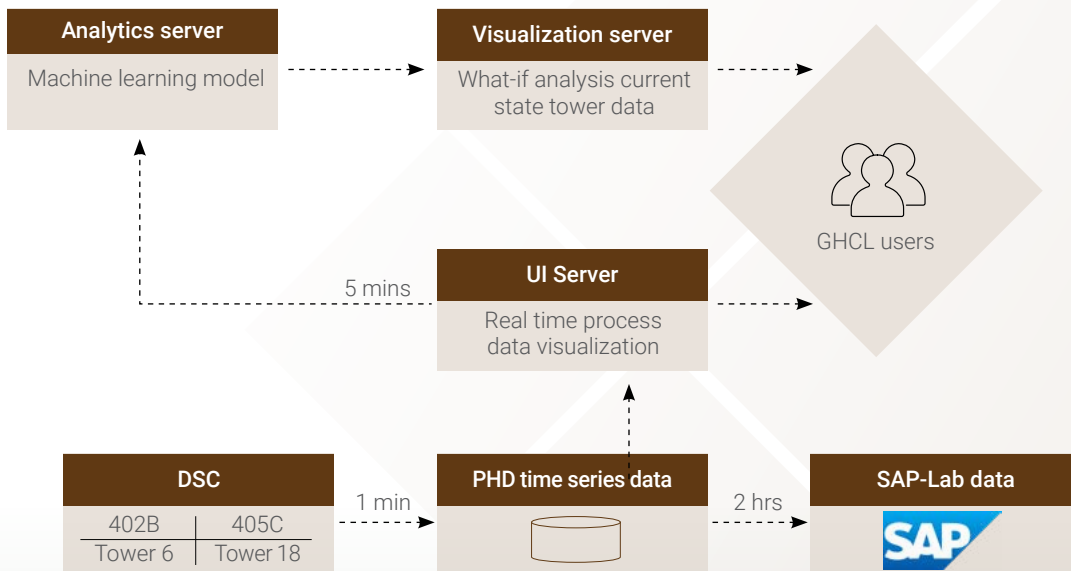 Analytics server
Machine learning model
Visualization server
What-if analysis current
state tower data
GHCL users
5 mins
UI Server
Real time process
data visualization
DSC
402B
405C
Tower 6
Tower 18
1 min
PHD time series data
2 hrs
SAP-Lab data
SAP